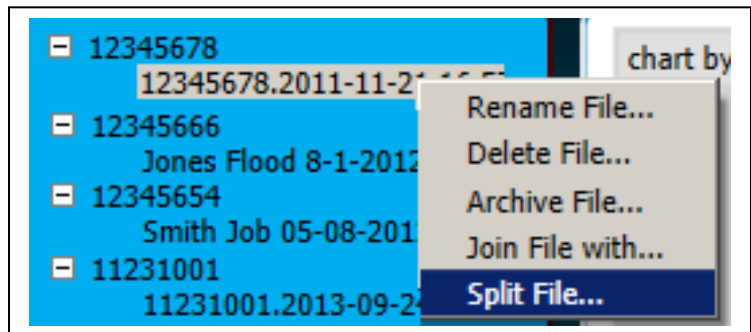 12345678
12345678.2011-11-21
12345666
Jones Flood 8-1-2012
12345654
Smith Job 05-08-201
11231001
11231001.2013-09-24
chart by
Rename File...
Delete File...
Archive File...
Join File with...
Split File...